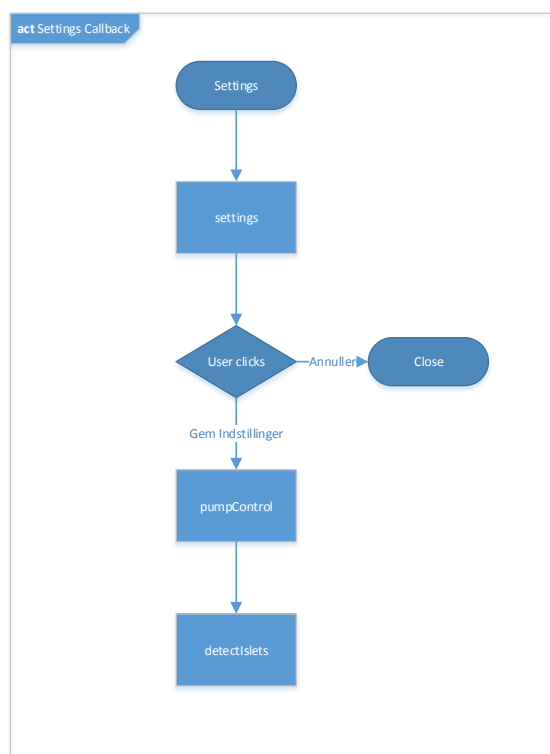 act Settings Callback
Settings
settings
User clicks
Annuller
Close
Gem Indstillinger
pumpControl
detectIslets